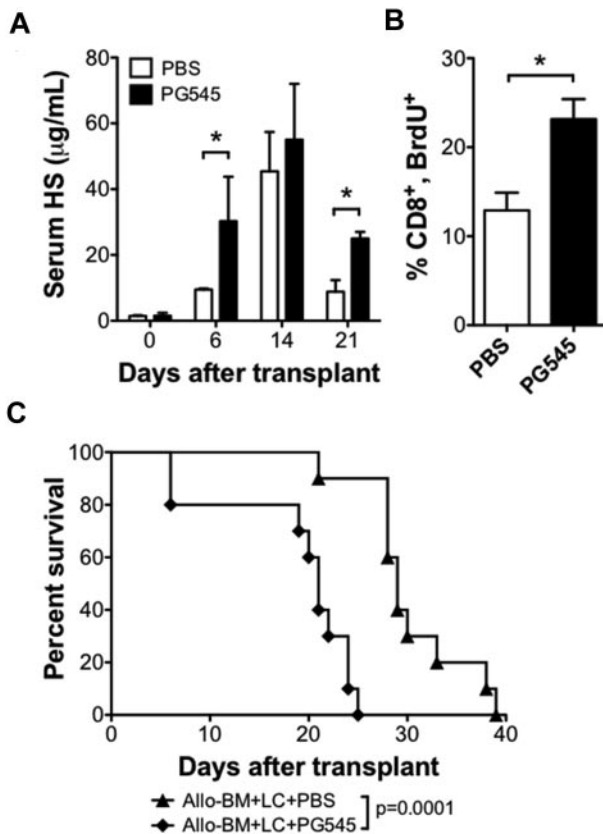 A
Serum HS (µg/mL)
80
60
40
20
0
PBS
PG545
*
*
0 6 14 21
Days after transplant
B
% CD8+, BrdU+
30
20
10
0
*
PBS
PG545
C
Percent survival
100
80
60
40
20
0
0 10 20 30 40
Days after transplant
Allo-BM+LC+PBS
Allo-BM+LC+PG545
p=0.0001